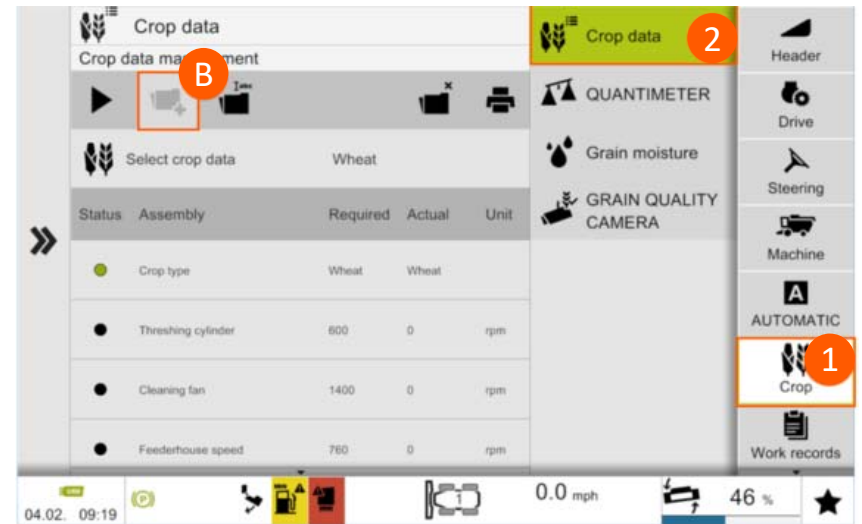 Crop data
Crop data ma ment
B
Select crop data Wheat
Status Assembly Required Actual Unit
Crop type Wheat Wheat
Threshing cylinder 600 0 rpm
Cleaning fan 1400 0 rpm
Feederhouse speed 760 0 rpm
Crop data 2
QUANTIMETER
Grain moisture
GRAIN QUALITY
CAMERA
Header
Drive
Steering
Machine
A
AUTOMATIC
1
Crop
Work records
04.02. 09:19
(P)
1
0.0 mph
46 %